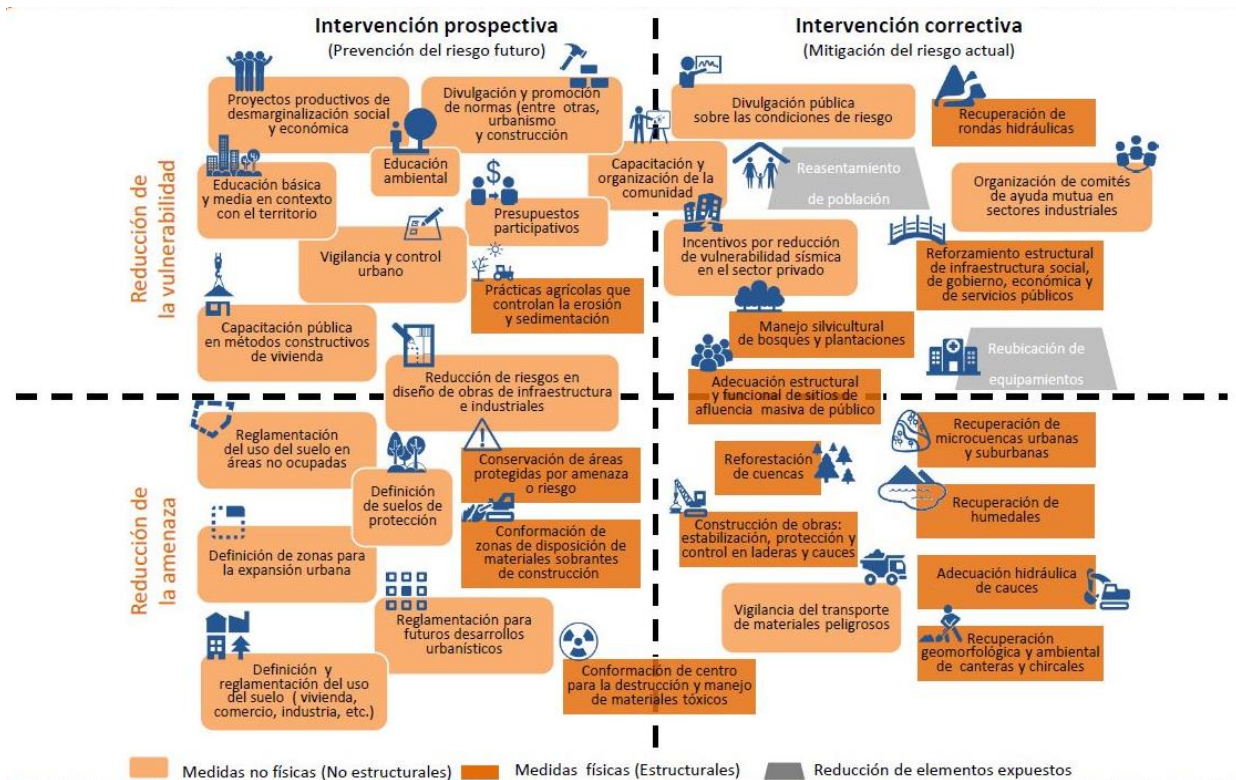 Intervención prospectiva
(Prevención del riesgo futuro)
Intervención correctiva
(Mitigación del riesgo actual)
Reducción de
la vulnerabilidad
Proyectos productivos de
desmarginalización social
y económica
Divulgación y promoción
de normas (entre otras,
urbanismo
y construcción
Educación
ambiental
Capacitación y
organización de la
comunidad
Educación básica
y media en contexto
con el territorio
$
Presupuestos
participativos
Vigilancia y control
urbano
Prácticas agrícolas que
controlan la erosión
y sedimentación
Capacitación pública
en métodos constructivos
de vivienda
Reducción de riesgos en
diseño de obras de infraestructura
e industriales
Divulgación pública
sobre las condiciones de riesgo
Recuperación de
rondas hidráulicas
Reasentamiento
de población
Organización de comités
de ayuda mutua en
sectores industriales
Incentivos por reducción
de vulnerabilidad sísmica
en el sector privado
Reforzamiento estructural
de infraestructura social,
de gobierno, económica y
de servicios públicos
Manejo silvicultural
de bosques y plantaciones
Reubicación de
equipamientos
Adecuación estructural
y funcional de sitios de
afluencia masiva de público
Reducción de
la amenaza
Reglamentación
del uso del suelo en
áreas no ocupadas
Definición
de suelos de
protección
Conservación de áreas
protegidas por amenaza
o riesgo
Definición de zonas para
la expansión urbana
Conformación de
zonas de disposición de
materiales sobrantes
de construcción
Reglamentación para
futuros desarrollos
urbanísticos
Definición y
reglamentación del uso
del suelo ( vivienda,
comercio, industria, etc.)
Conformación de centro
para la destrucción y manejo
de materiales tóxicos
Recuperación de
microcuencas urbanas
y suburbanas
Reforestación
de cuencas
Recuperación de
humedales
Construcción de obras:
estabilización, protección y
control en laderas y cauces
Adecuación hidráulica
de cauces
Vigilancia del transporte
de materiales peligrosos
Recuperación
geomorfológica y ambiental
de canteras y chircales
Medidas no físicas (No estructurales)
Medidas físicas (Estructurales)
Reducción de elementos expuestos